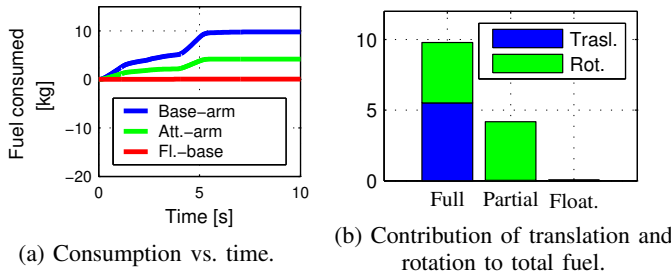 Fuel consumed
[kg]
10
0
−10
−20
Base−arm
Att.−arm
Fl.−base
0
5
10
Time [s]
(a) Consumption vs. time.
10
5
0
Trasl.
Rot.
Full
Partial
Float.
(b) Contribution of translation and
rotation to total fuel.